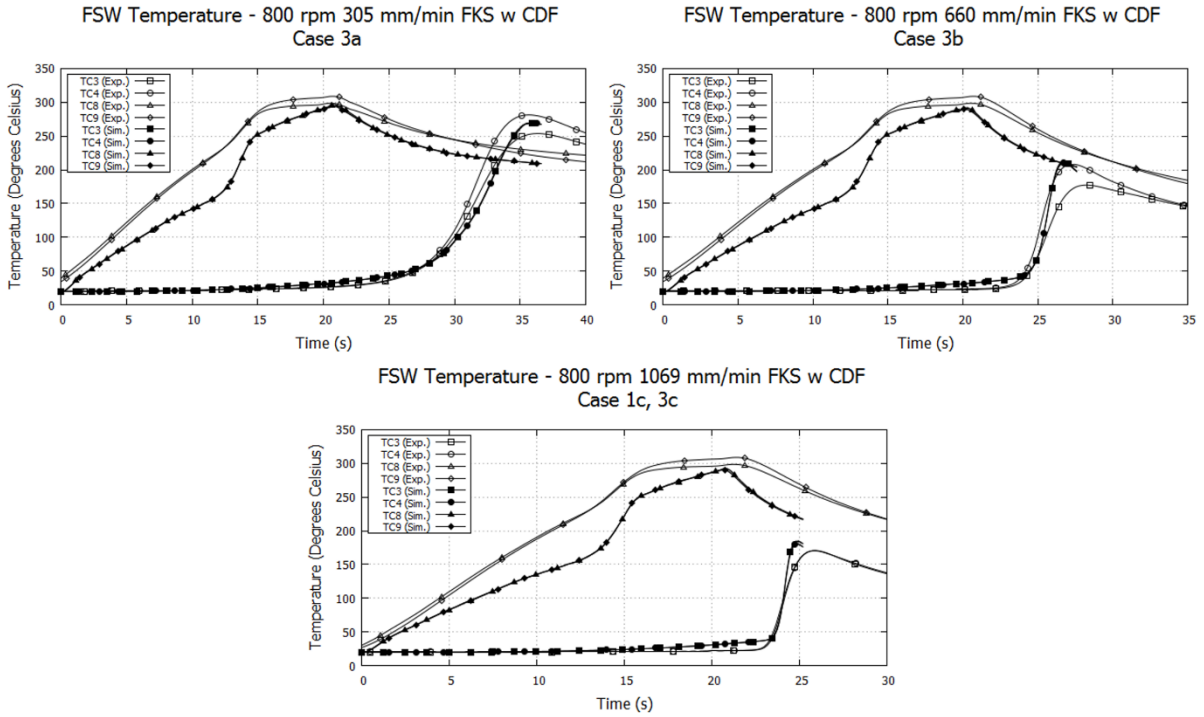 FSW Temperature - 800 rpm 305 mm/min FKS w CDF
Case 3a
Temperature (Degrees Celsius)
350
300
250
200
150
100
50
0
TC3 (Exp.)
TC4 (Exp.)
TC8 (Exp.)
TC9 (Exp.)
TC3 (Sim.)
TC4 (Sim.)
TC8 (Sim.)
TC9 (Sim.)
0 5 10 15 20 25 30 35 40
Time (s)
FSW Temperature - 800 rpm 660 mm/min FKS w CDF
Case 3b
Temperature (Degrees Celsius)
350
300
250
200
150
100
50
0
TC3 (Exp.)
TC4 (Exp.)
TC8 (Exp.)
TC9 (Exp.)
TC3 (Sim.)
TC4 (Sim.)
TC8 (Sim.)
TC9 (Sim.)
0 5 10 15 20 25 30 35
Time (s)
FSW Temperature - 800 rpm 1069 mm/min FKS w CDF
Case 1c, 3c
Temperature (Degrees Celsius)
350
300
250
200
150
100
50
0
TC3 (Exp.)
TC4 (Exp.)
TC8 (Exp.)
TC9 (Exp.)
TC3 (Sim.)
TC4 (Sim.)
TC8 (Sim.)
TC9 (Sim.)
0 5 10 15 20 25 30
Time (s)